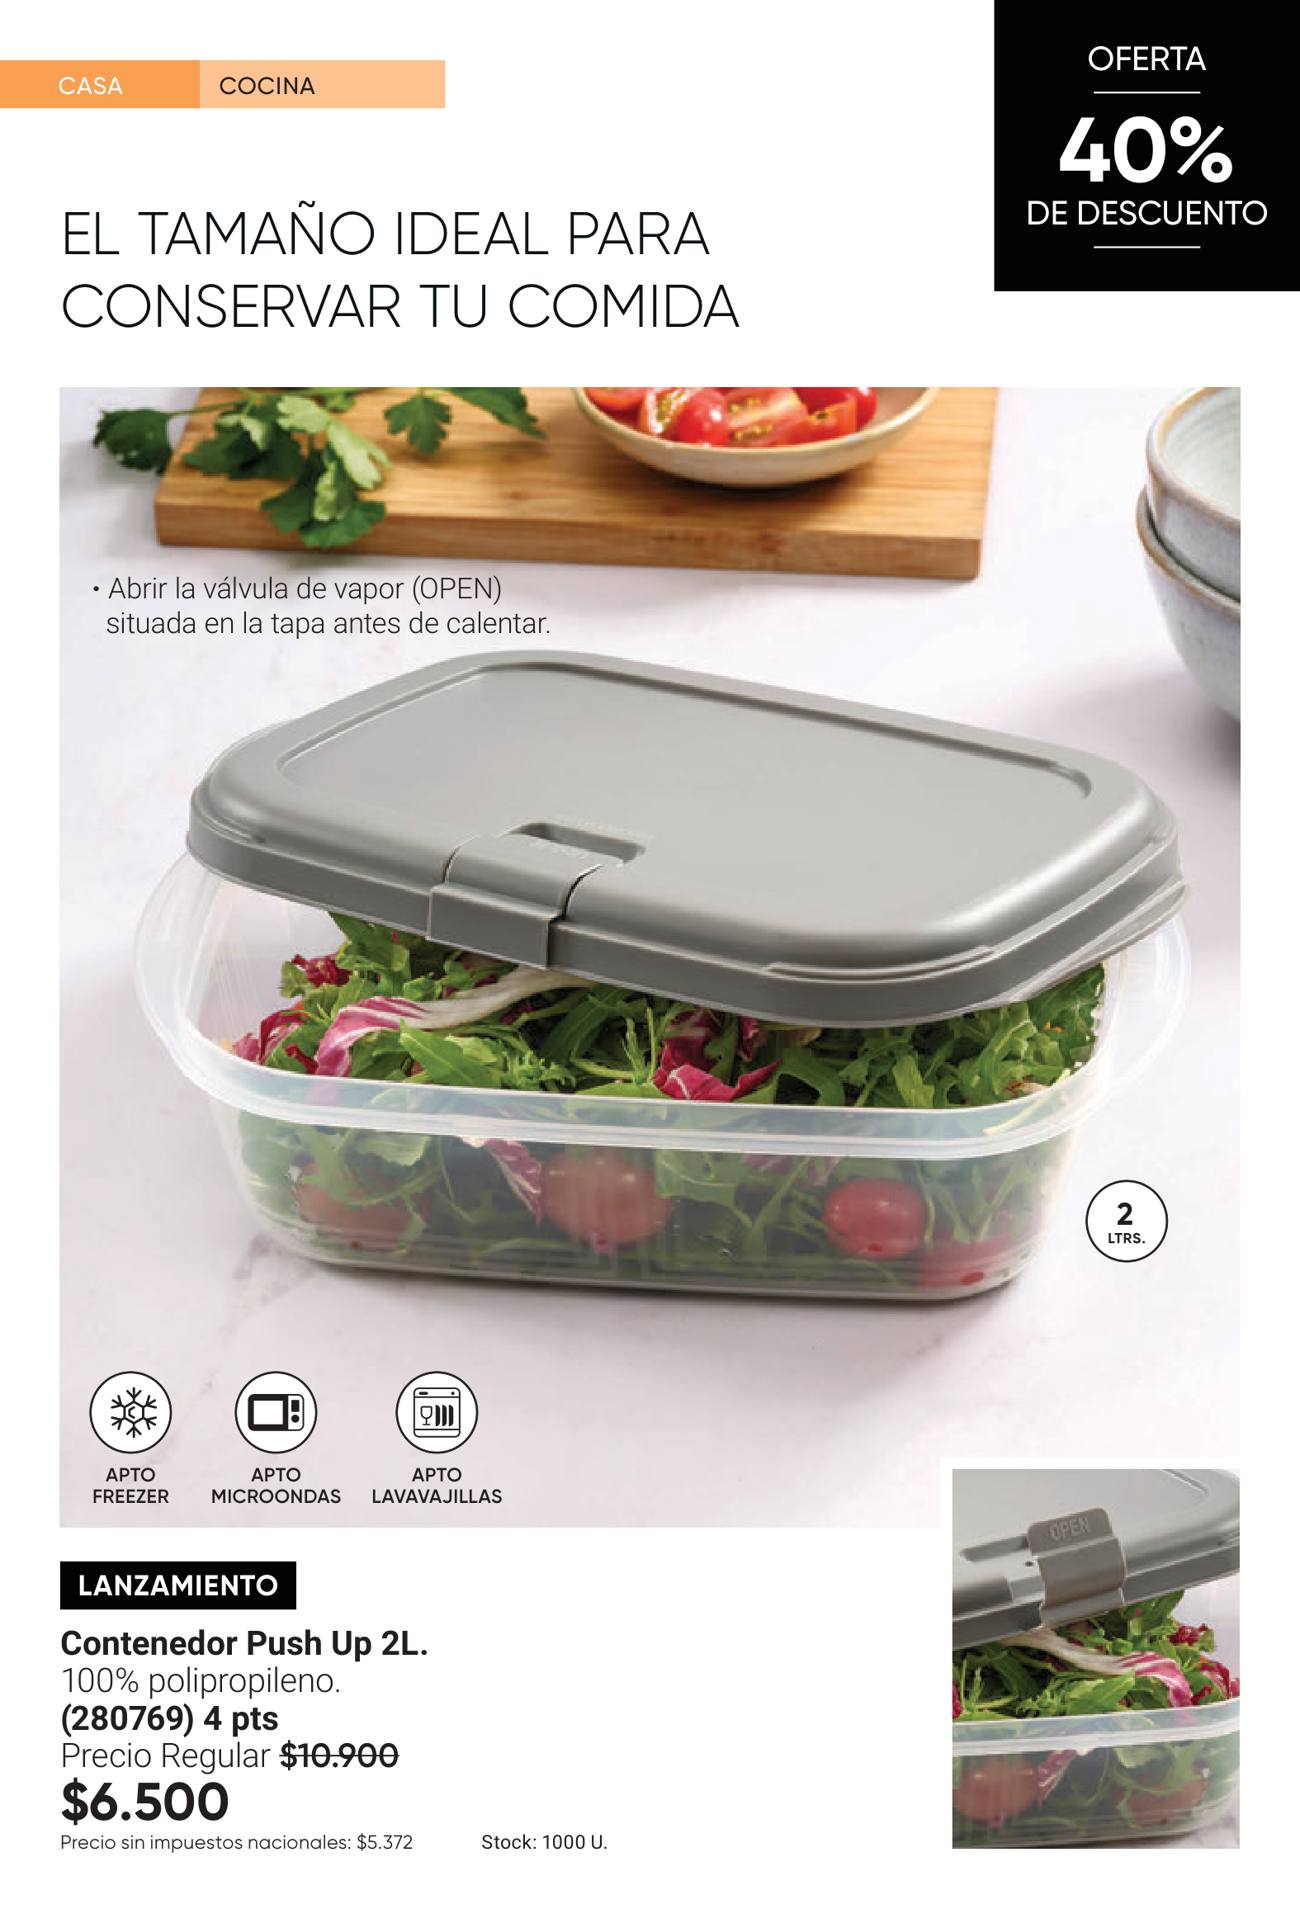 CASA COCINA
OFERTA
40%
DE DESCUENTO
EL TAMAÑO IDEAL PARA
CONSERVAR TU COMIDA
• Abrir la válvula de vapor (OPEN)
situada en la tapa antes de calentar.
2
LTRS.
APTO
FREEZER
APTO
MICROONDAS
APTO
LAVAVAJILLAS
OPEN
LANZAMIENTO
Contenedor Push Up 2L.
100% polipropileno.
(280769) 4 pts
Precio Regular $10.900
$6.500
Precio sin impuestos nacionales: $5.372 Stock: 1000 U.